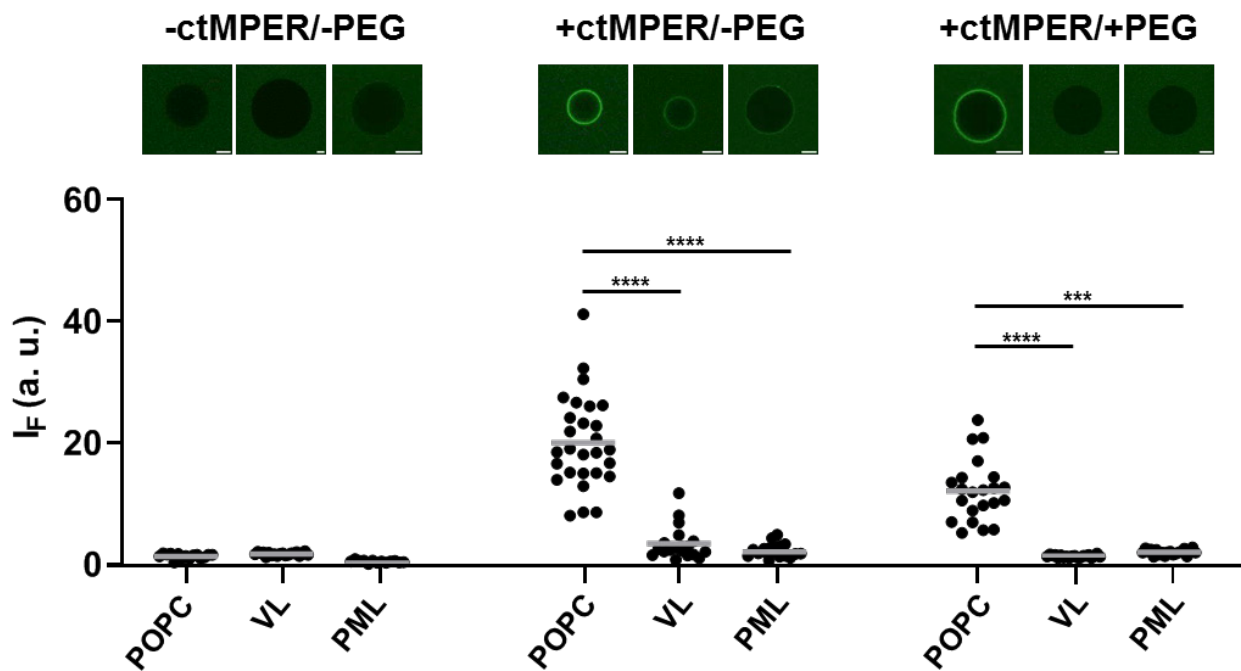 -ctMPER/-PEG +ctMPER/-PEG +ctMPER/+PEG
60
**** 
**** ***
40 ****
I_F (a. u.)
20
0
POPC VL PML POPC VL PML POPC VL PML